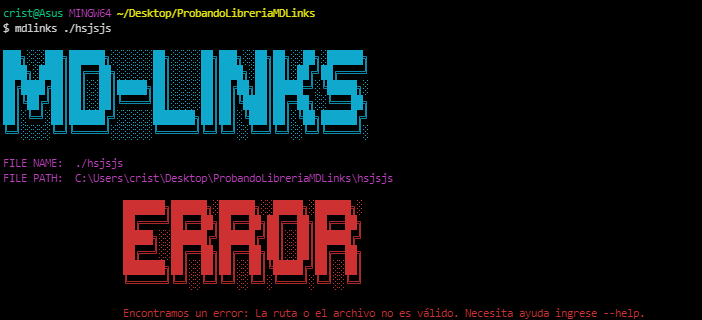 crist@Asus MINGW64 ~/Desktop/ProbandoLibreriaMDLinks
$ mdlinks ./hsjsjs
MD-LINKS
FILE NAME: ./hsjsjs
FILE PATH: C:\Users\crist\Desktop\ProbandoLibreriaMDLinks\hsjsjs
ERROR
Encontramos un error: La ruta o el archivo no es válido. Necesita ayuda ingrese --help.